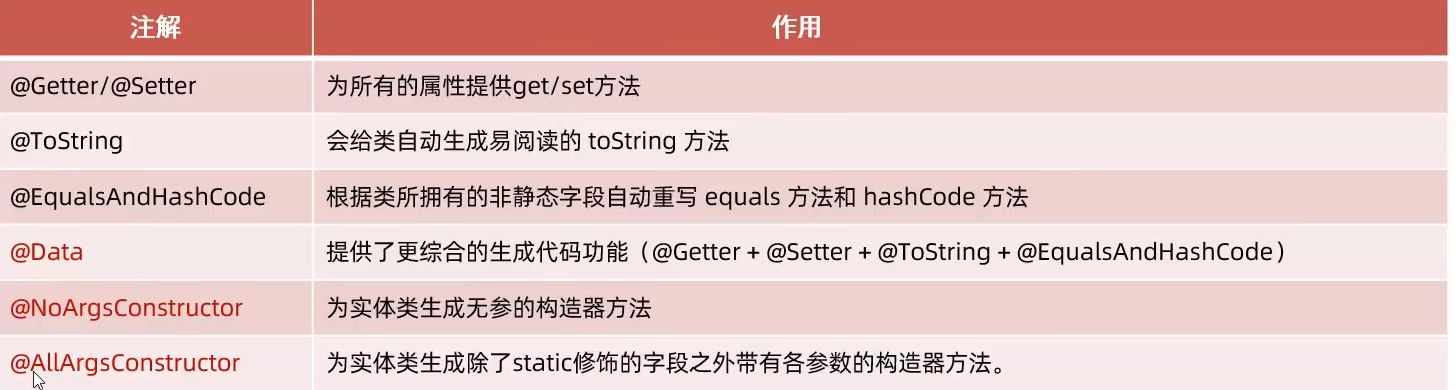 注解 作用
@Getter/@Setter 为所有的属性提供get/set方法
@ToString 会给类自动生成易阅读的 toString 方法
@EqualsAndHashCode 根据类所拥有的非静态字段自动重写 equals 方法和 hashCode 方法
@Data 提供了更综合的生成代码功能（@Getter + @Setter + @ToString + @EqualsAndHashCode）
@NoArgsConstructor 为实体类生成无参的构造器方法
@AllArgsConstructor 为实体类生成除了static修饰的字段之外带有各参数的构造器方法。